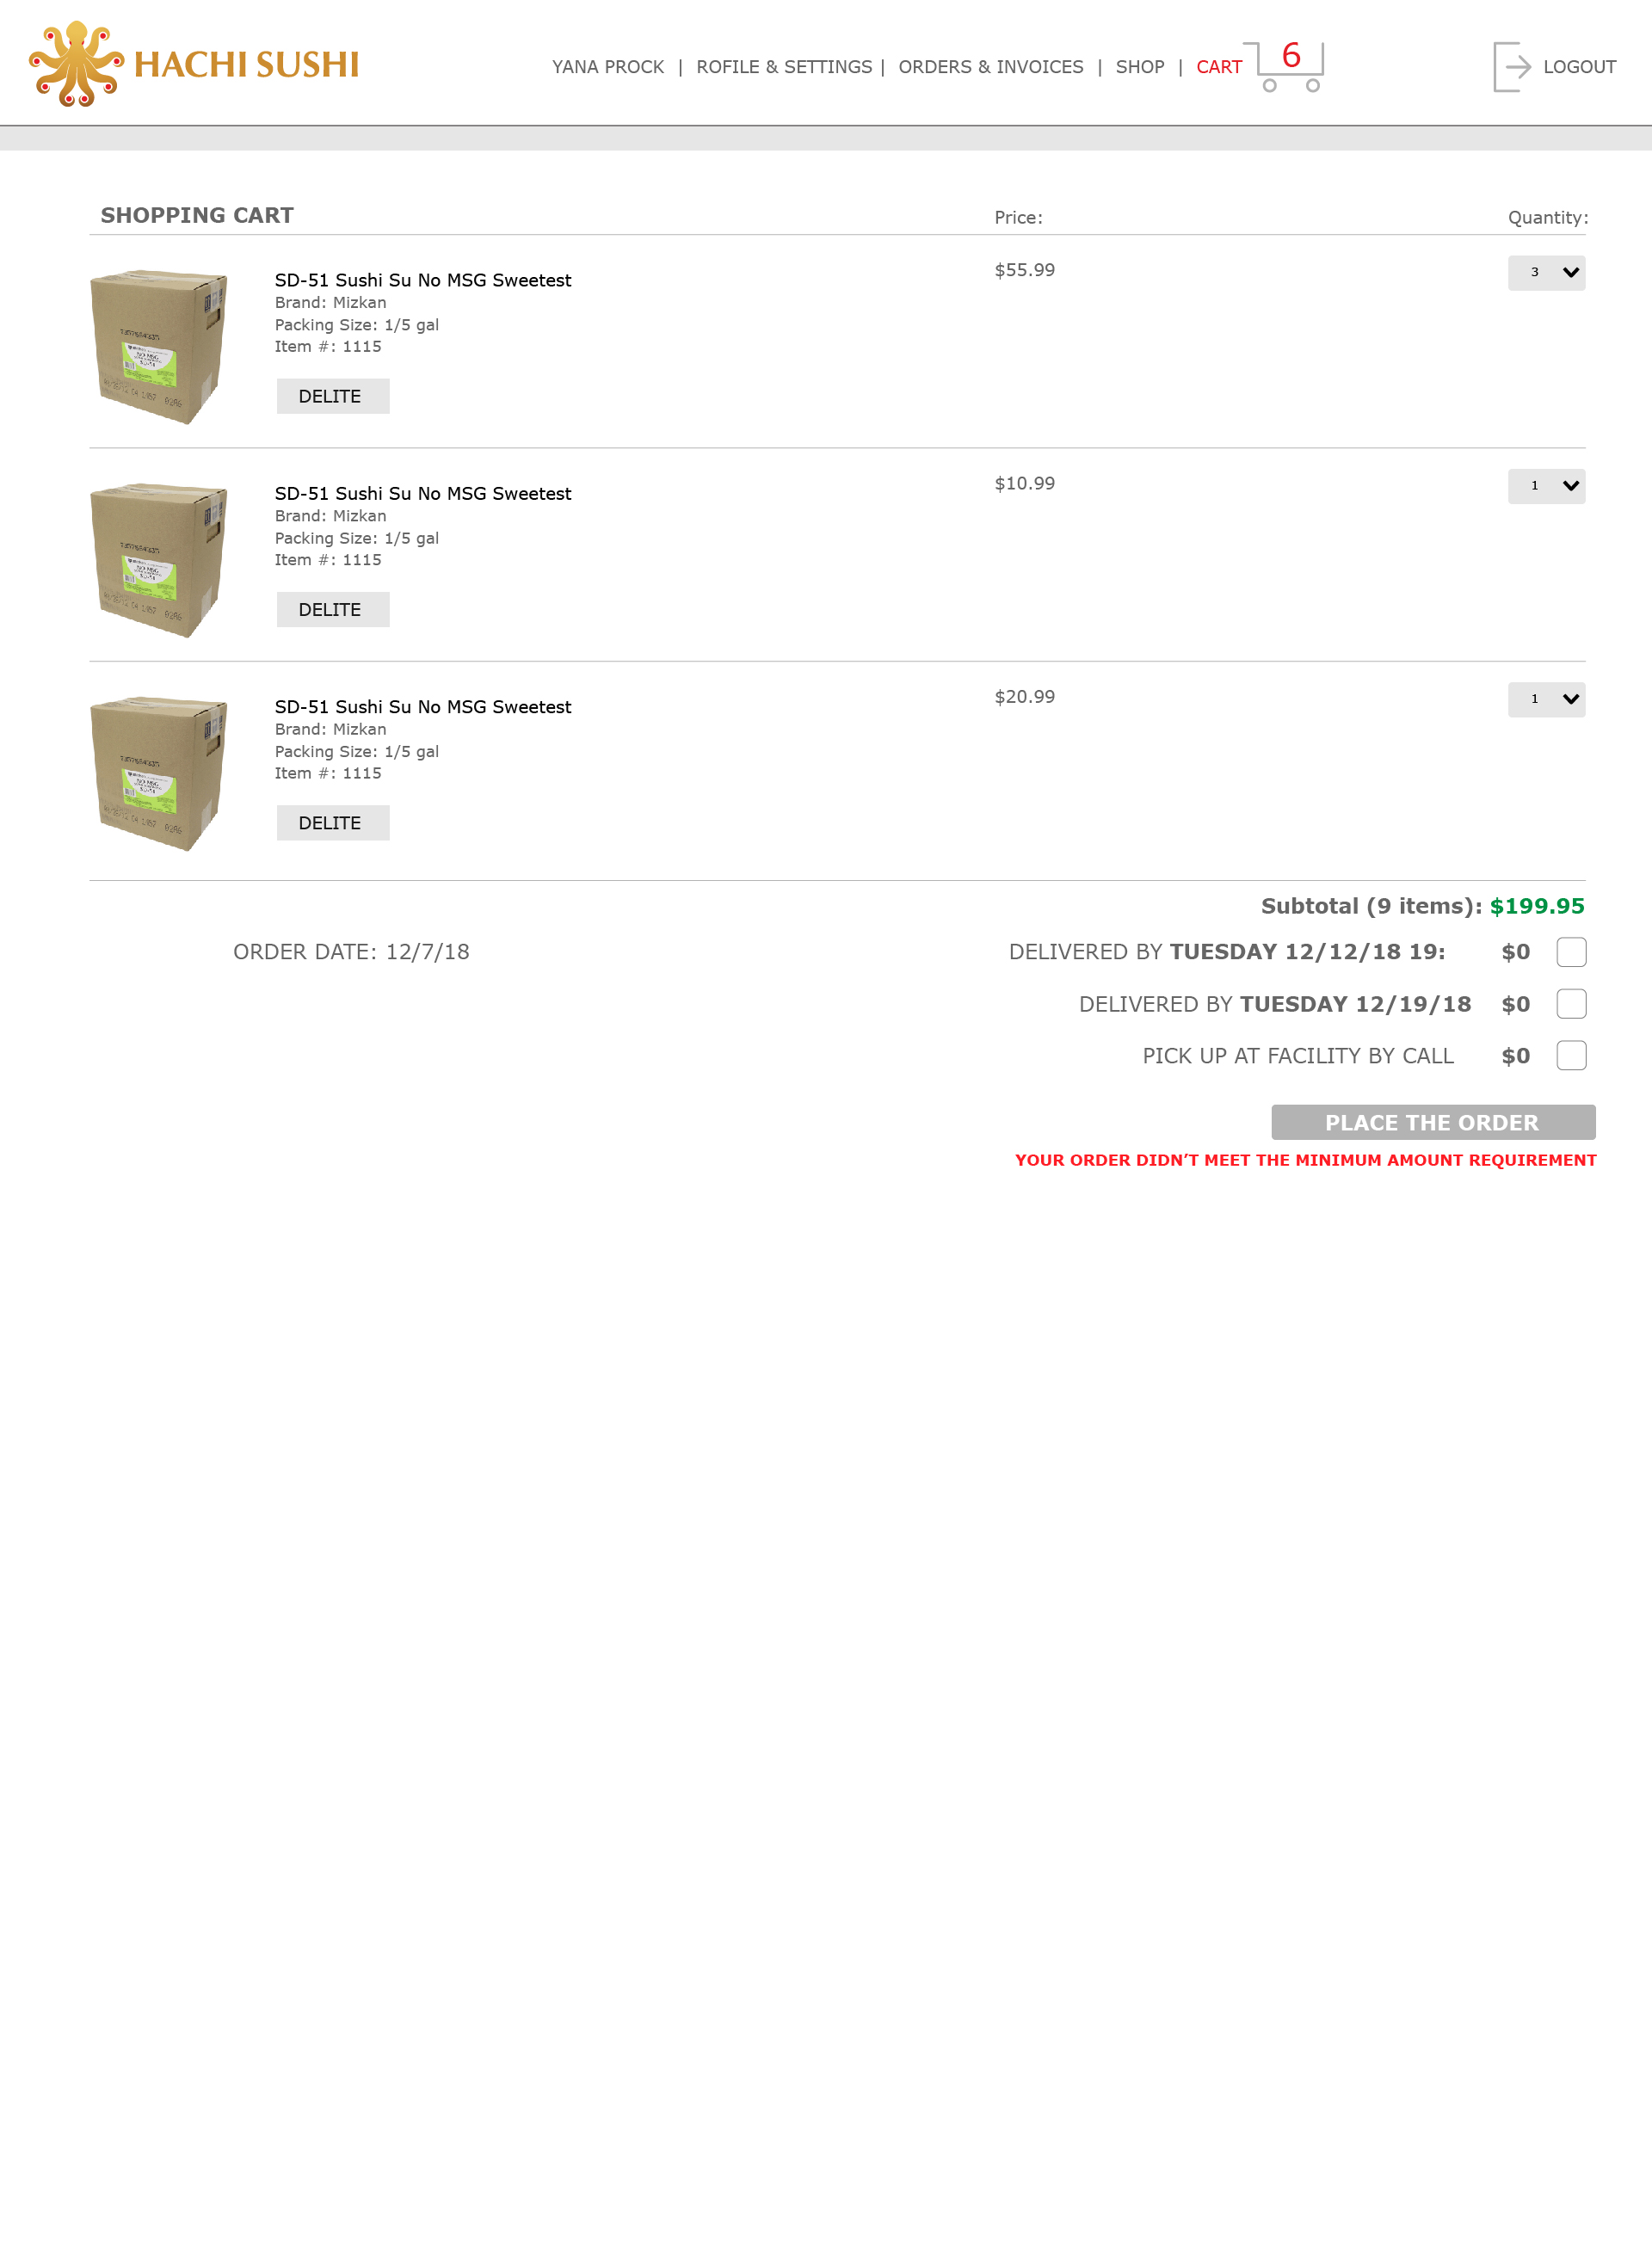 HACHI SUSHI
YANA PROCK | ROFILE & SETTINGS | ORDERS & INVOICES | SHOP | CART 6 LOGOUT
SHOPPING CART Price: Quantity:
SD-51 Sushi Su No MSG Sweetest $55.99 3
Brand: Mizkan
Packing Size: 1/5 gal
Item #: 1115
DELITE
SD-51 Sushi Su No MSG Sweetest $10.99 1
Brand: Mizkan
Packing Size: 1/5 gal
Item #: 1115
DELITE
SD-51 Sushi Su No MSG Sweetest $20.99 1
Brand: Mizkan
Packing Size: 1/5 gal
Item #: 1115
DELITE
Subtotal (9 items): $199.95
ORDER DATE: 12/7/18 DELIVERED BY TUESDAY 12/12/18 19: $0
DELIVERED BY TUESDAY 12/19/18 $0
PICK UP AT FACILITY BY CALL $0
PLACE THE ORDER
YOUR ORDER DIDN’T MEET THE MINIMUM AMOUNT REQUIREMENT